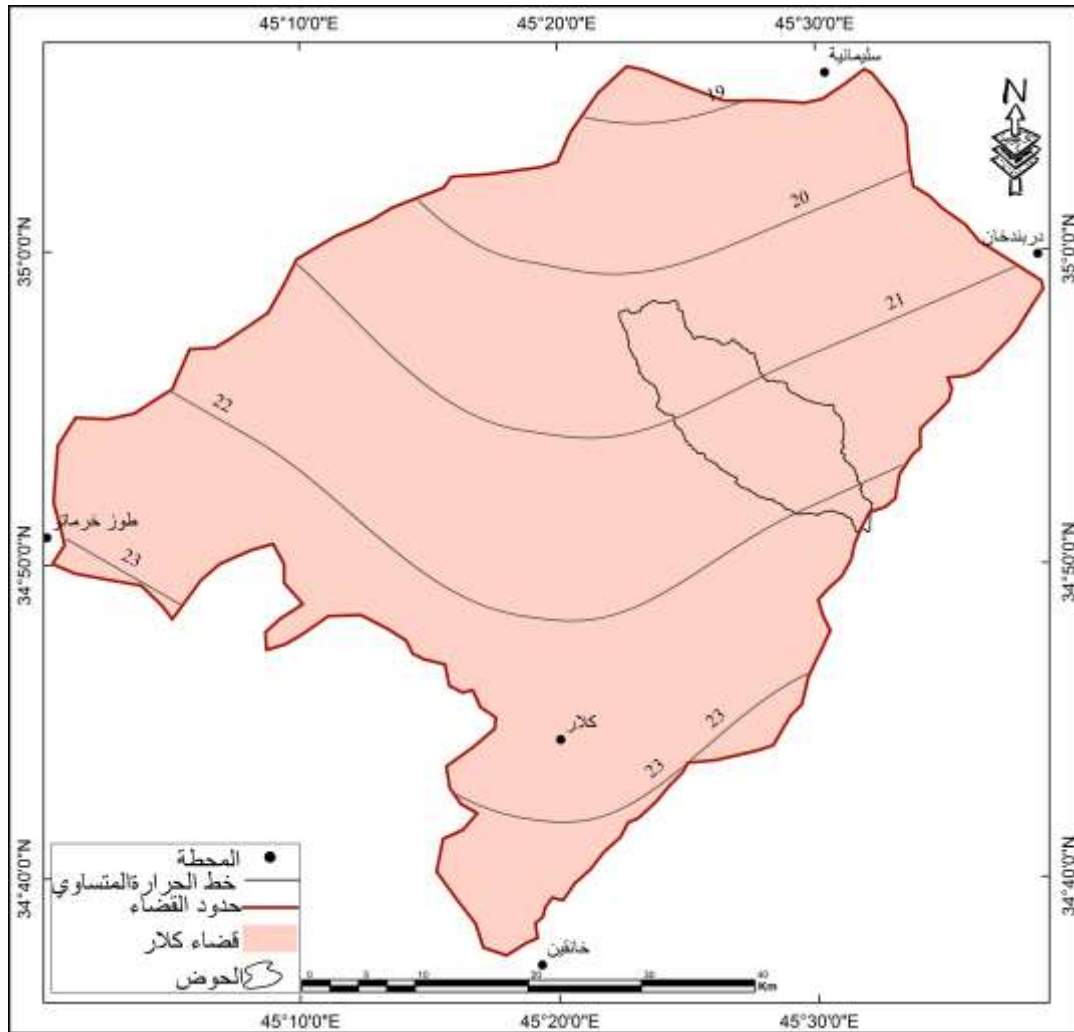 45°10'0"E 45°20'0"E 45°30'0"E
سليمانية
19
N
20
دربندخان
35°0'0"N 35°0'0"N
21
22
طوز خرماتو
23
34°50'0"N 34°50'0"N
23
كلار
23
34°40'0"N 34°40'0"N
المحطة
خط الحرارةالمتساوي
حدود القضاء
قضاء كلار
الحوض
خانقين
0 5 10 20 30 40
Km
45°10'0"E 45°20'0"E 45°30'0"E